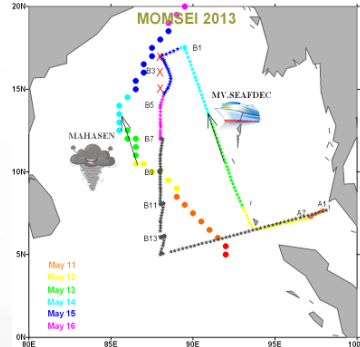 MOMSEI 2013
20N
B1
B3
MV.SEAFDEC
15N
B5
MAHASEN
B7
10N
B9
A1
B11
A7
B13
5N
May 11
May 12
May 13
May 14
May 15
May 16
0N
80E
85E
90E
95E
100E